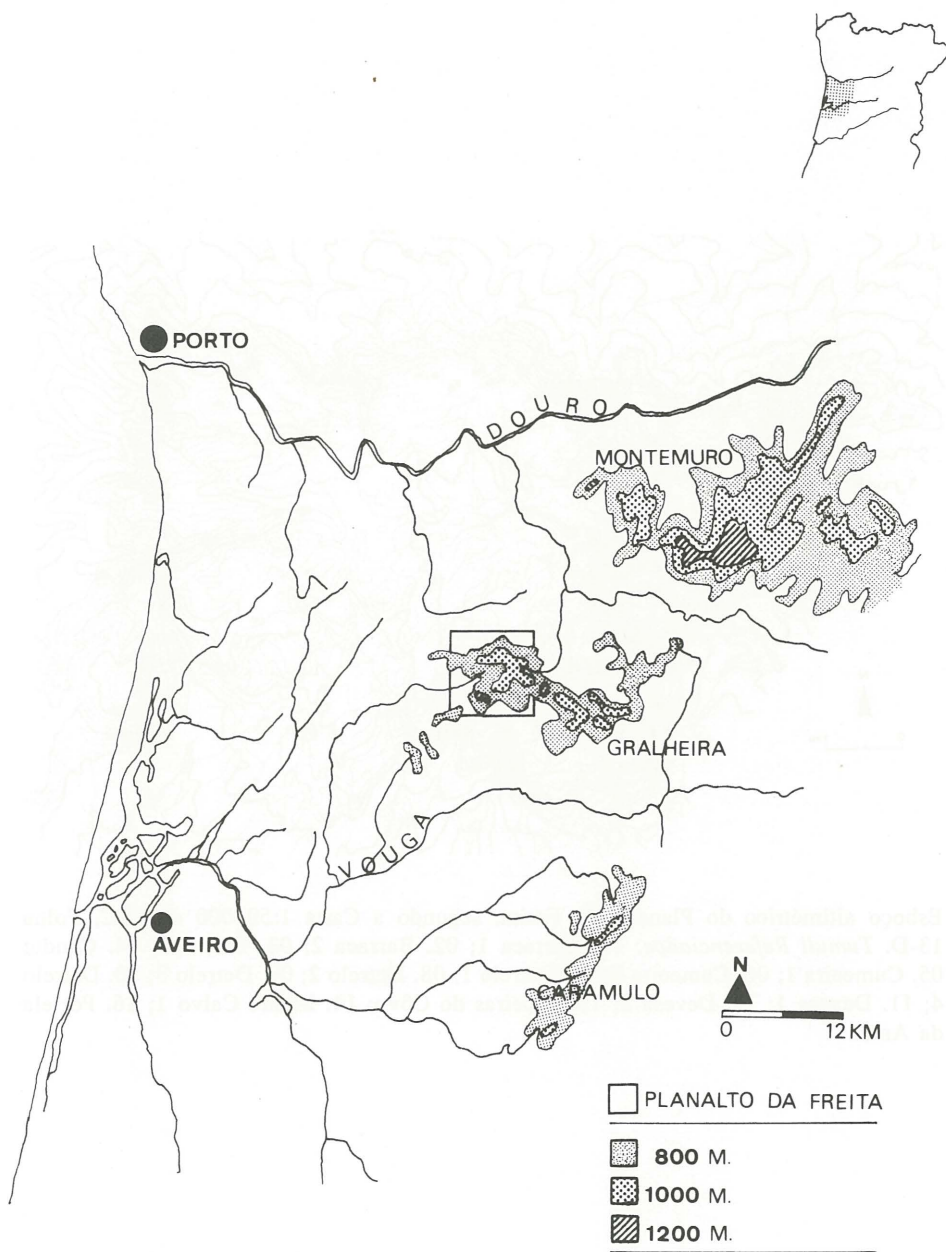 PORTO
DOURO
MONTEMURO
GRALHEIRA
VOUGA
AVEIRO
CARAMULO
N
0 12 KM
PLANALTO DA FREITA
800 M.
1000 M.
1200 M.